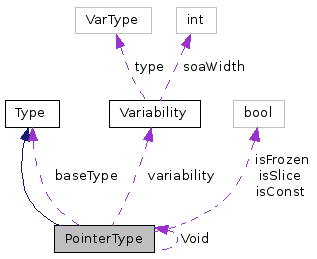 VarType
int
type
soaWidth
Type
Variability
bool
baseType
variability
isFrozen
isSlice
isConst
PointerType
Void